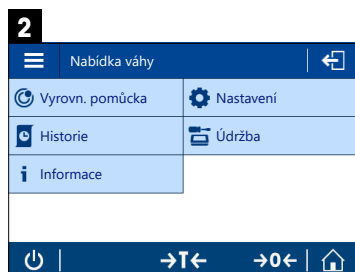 2
Nabídka váhy
Vyrovn. pomůcka
Nastavení
Historie
Údržba
Informace
→T← →0←